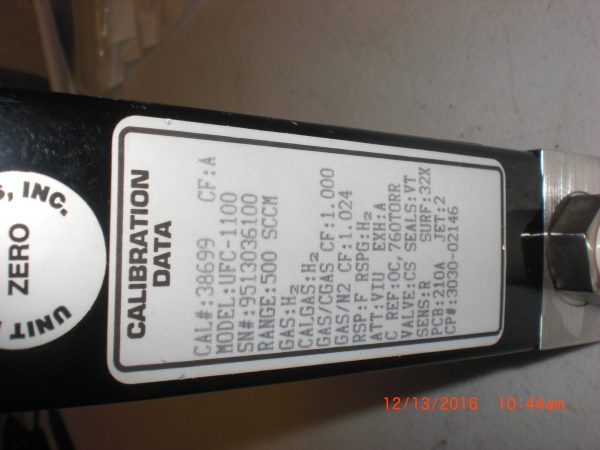 CALIBRATION
DATA
CAL#:38699 CF:A
MODEL:UFC-1100
SN#:9513036100
RANGE:500 SCCM
GAS:H₂
CALGAS:H₂
GAS/CGAS CF:1.000
GAS/N2 CF:1.024
RSP:F RSPG:H₂
ATT:VIU EXH:A
C REF:0C,760TORR
VALVE:CS SEALS:VT
SENS:R SURF:32X
PCB:210A JET:2
CP#:3030-02146
S, INC.
ZERO
UNIT
12/13/2016 10:44am